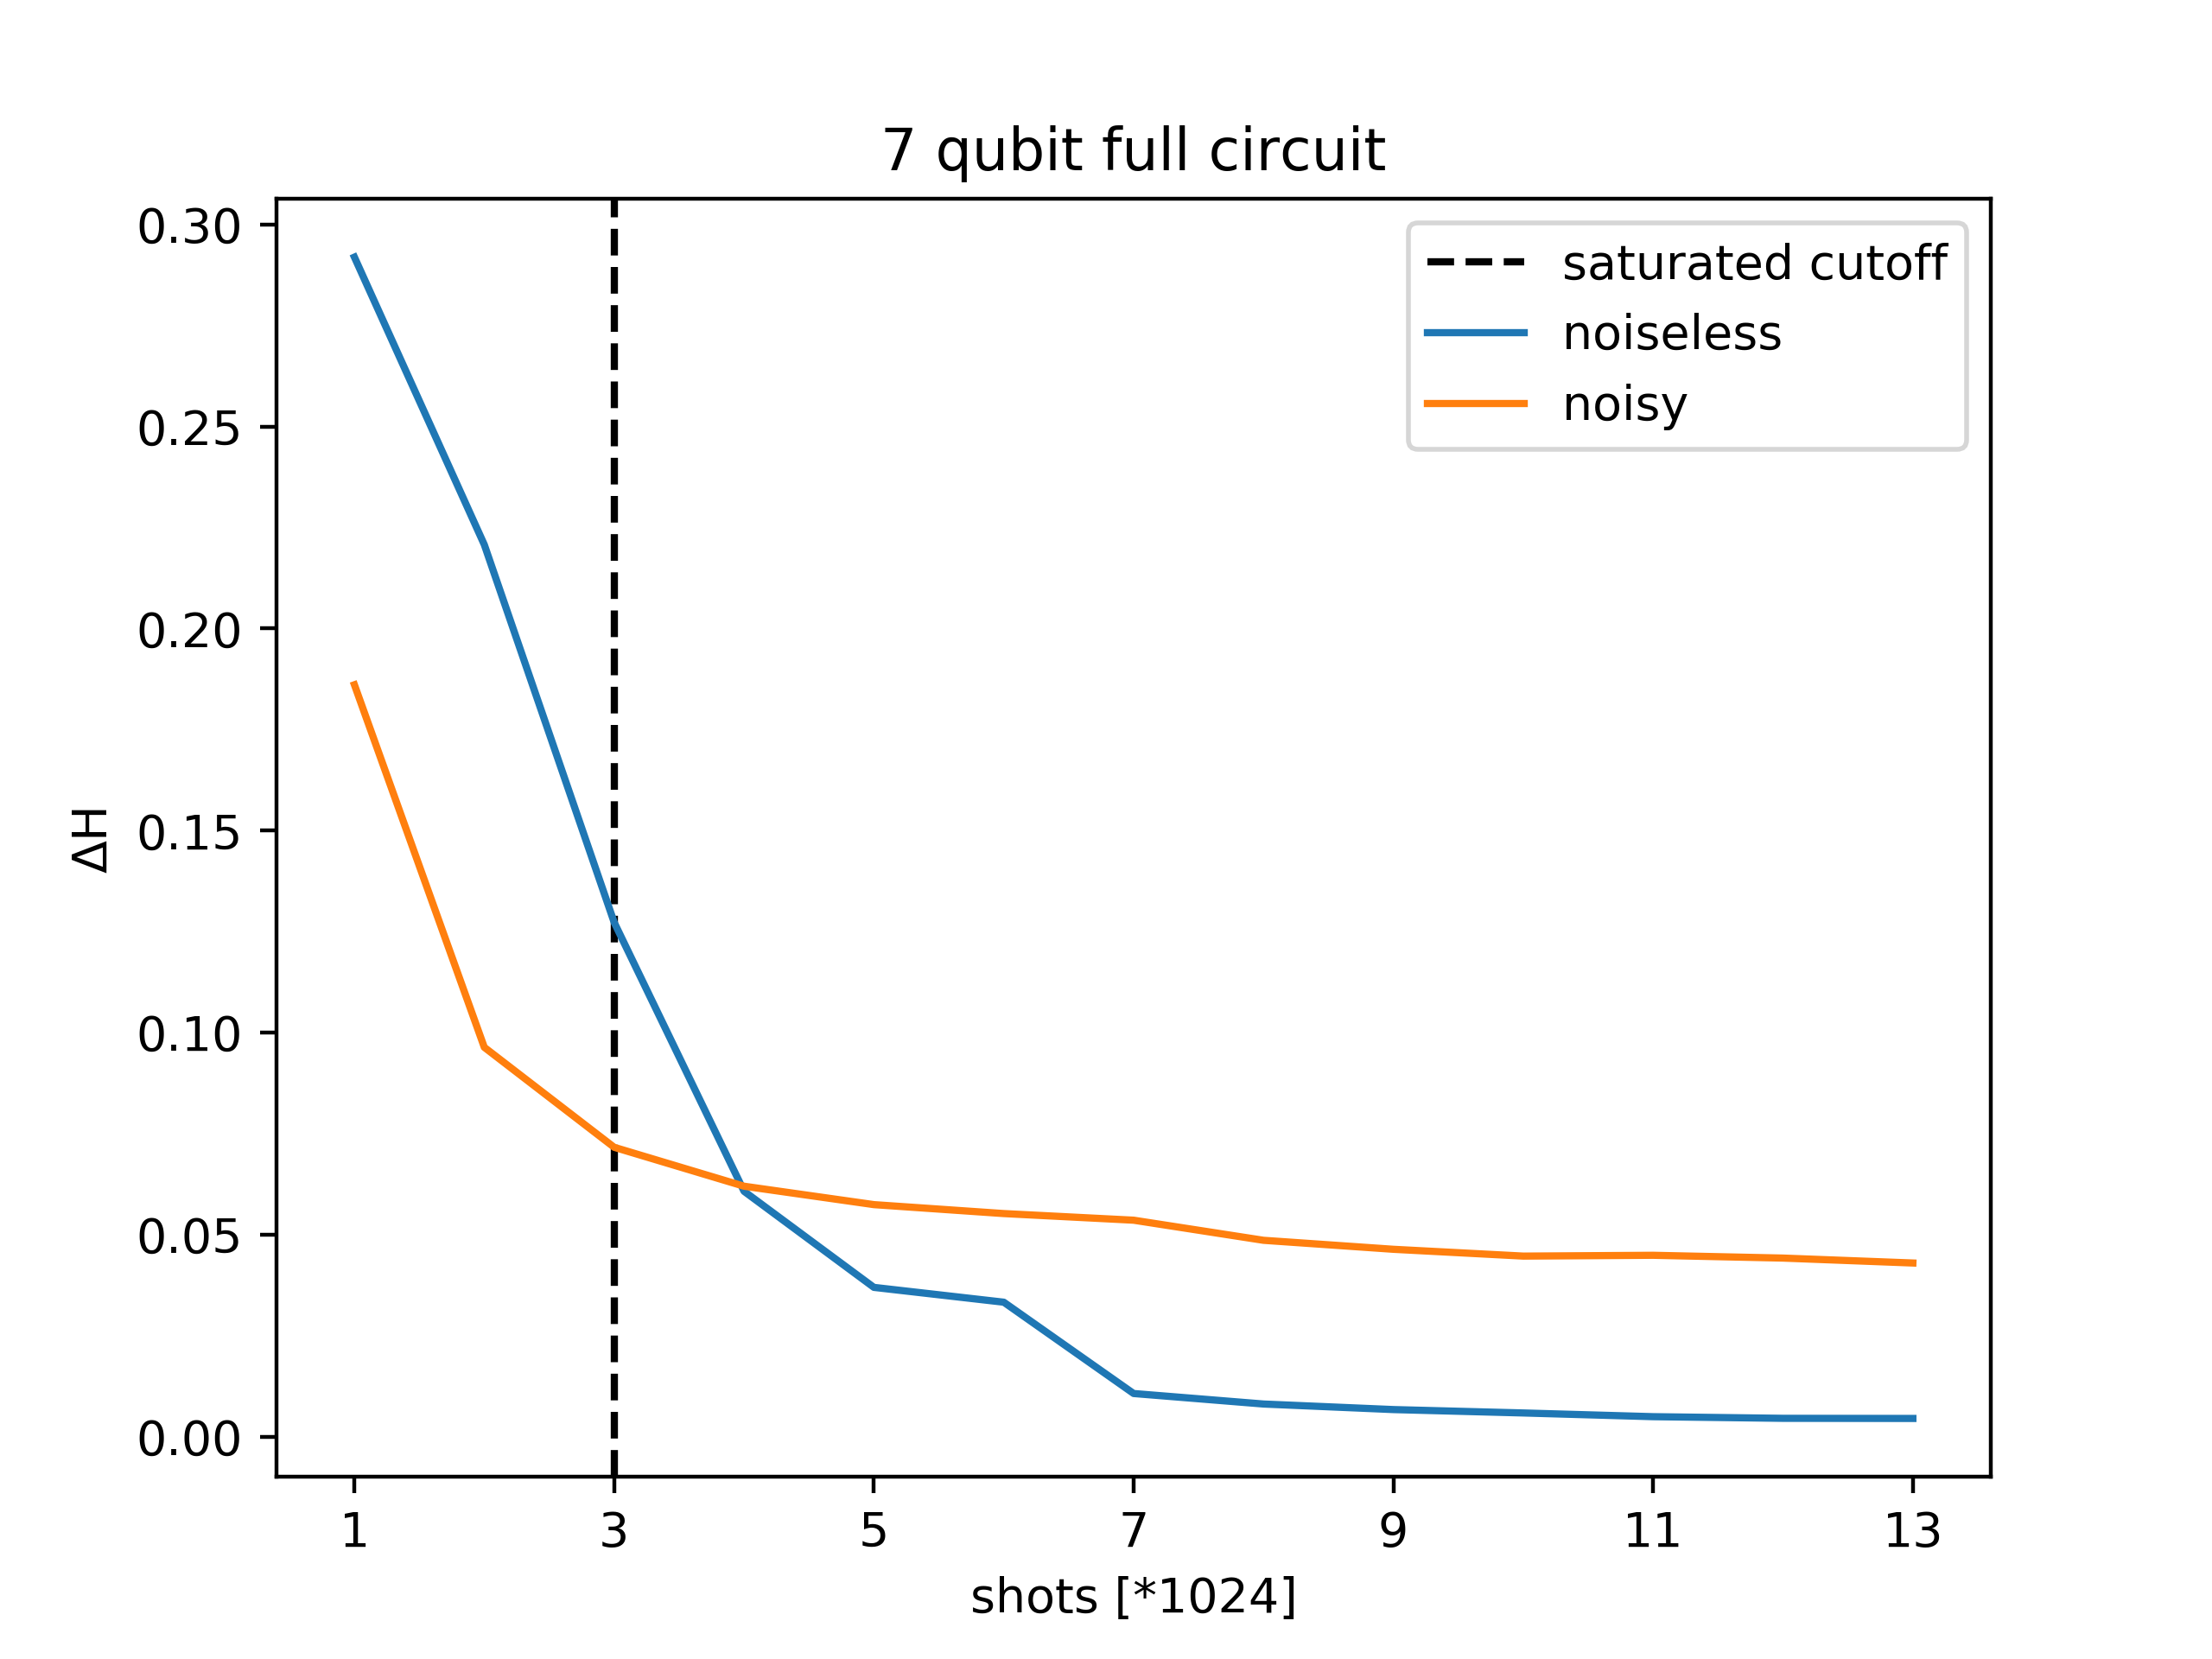 7 qubit full circuit
saturated cutoff
noiseless
noisy
0.30
0.25
0.20
0.15
0.10
0.05
0.00
ΔH
1 3 5 7 9 11 13
shots [*1024]